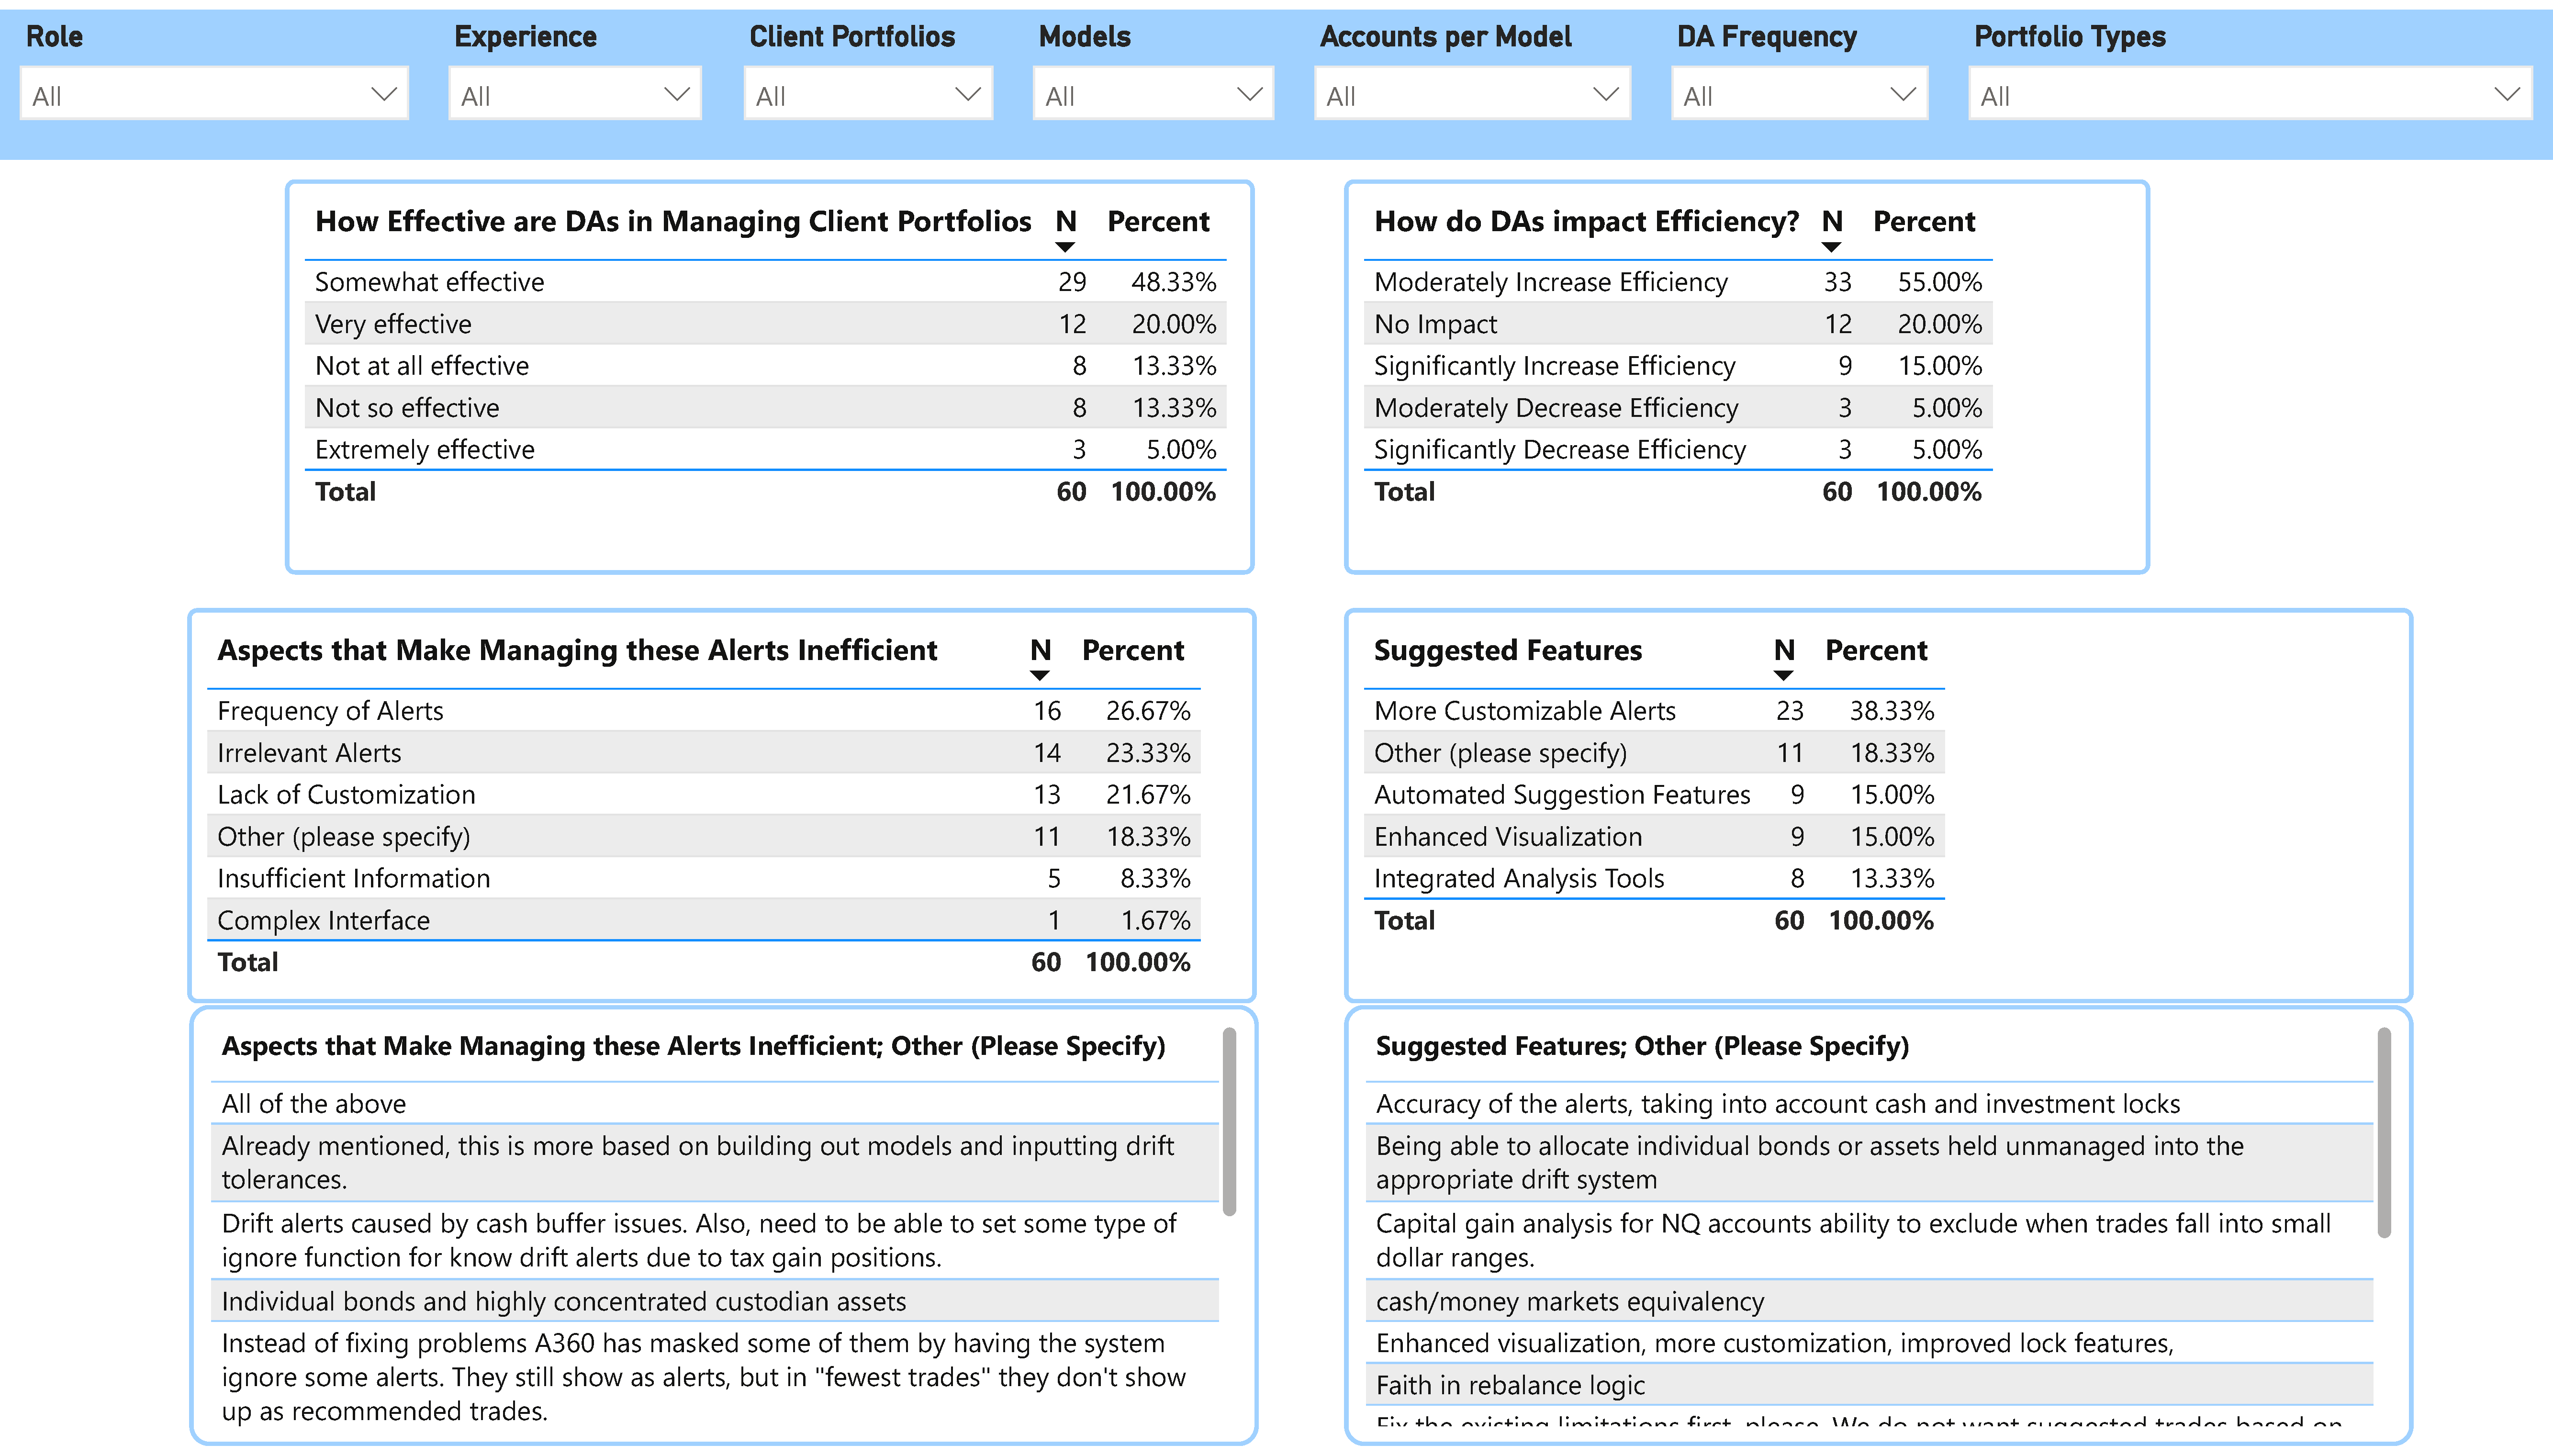 Role Experience Client Portfolios Models Accounts per Model DA Frequency Portfolio Types
All All All All All All All
How Effective are DAs in Managing Client Portfolios N Percent
Somewhat effective 29 48.33%
Very effective 12 20.00%
Not at all effective 8 13.33%
Not so effective 8 13.33%
Extremely effective 3 5.00%
Total 60 100.00%
How do DAs impact Efficiency? N Percent
Moderately Increase Efficiency 33 55.00%
No Impact 12 20.00%
Significantly Increase Efficiency 9 15.00%
Moderately Decrease Efficiency 3 5.00%
Significantly Decrease Efficiency 3 5.00%
Total 60 100.00%
Aspects that Make Managing these Alerts Inefficient N Percent
Frequency of Alerts 16 26.67%
Irrelevant Alerts 14 23.33%
Lack of Customization 13 21.67%
Other (please specify) 11 18.33%
Insufficient Information 5 8.33%
Complex Interface 1 1.67%
Total 60 100.00%
Suggested Features N Percent
More Customizable Alerts 23 38.33%
Other (please specify) 11 18.33%
Automated Suggestion Features 9 15.00%
Enhanced Visualization 9 15.00%
Integrated Analysis Tools 8 13.33%
Total 60 100.00%
Aspects that Make Managing these Alerts Inefficient; Other (Please Specify)
All of the above
Already mentioned, this is more based on building out models and inputting drift
tolerances.
Drift alerts caused by cash buffer issues. Also, need to be able to set some type of
ignore function for know drift alerts due to tax gain positions.
Individual bonds and highly concentrated custodian assets
Instead of fixing problems A360 has masked some of them by having the system
ignore some alerts. They still show as alerts, but in "fewest trades" they don't show
up as recommended trades.
Suggested Features; Other (Please Specify)
Accuracy of the alerts, taking into account cash and investment locks
Being able to allocate individual bonds or assets held unmanaged into the
appropriate drift system
Capital gain analysis for NQ accounts ability to exclude when trades fall into small
dollar ranges.
cash/money markets equivalency
Enhanced visualization, more customization, improved lock features,
Faith in rebalance logic
Fix the existing limitations first, please. We do not want suggested trades based on